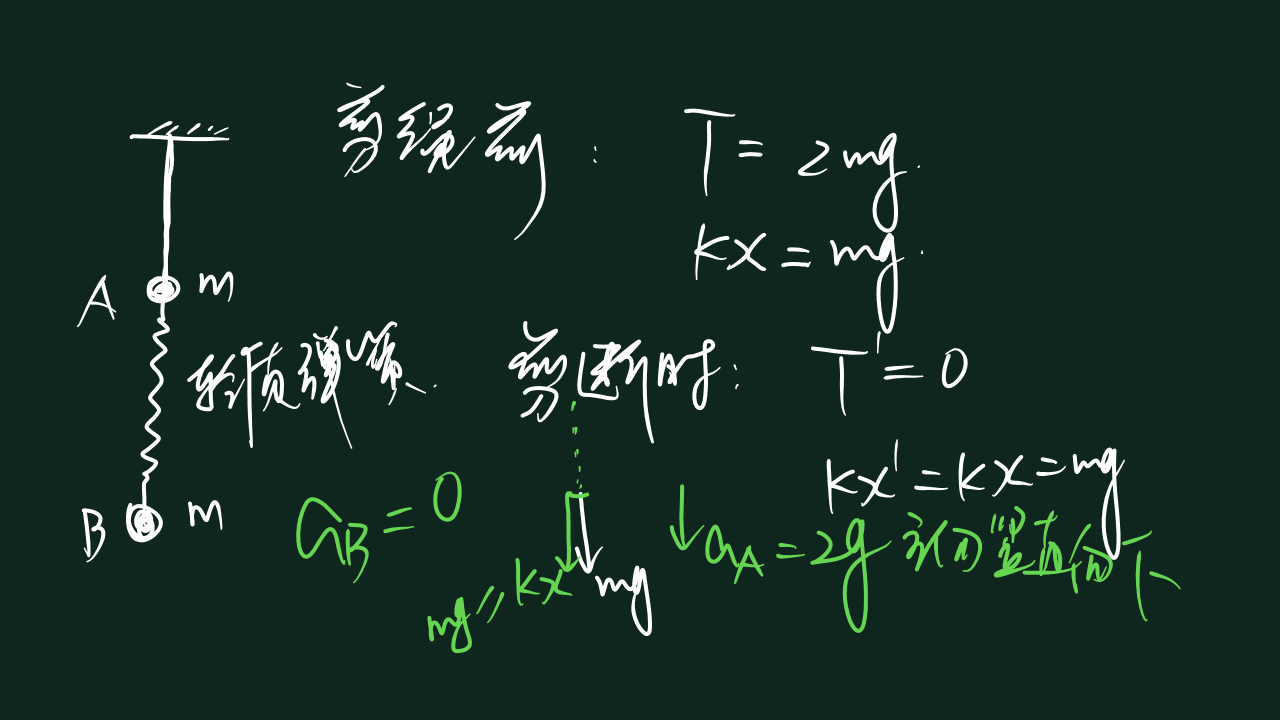 剪绳前: T = 2mg.
kx = mg.
A m
轻质弹簧.
剪断时: T' = 0
kx' = kx = mg
B m
a_B = 0
mg = kx
mg
a_A = 2g 方向竖直向下